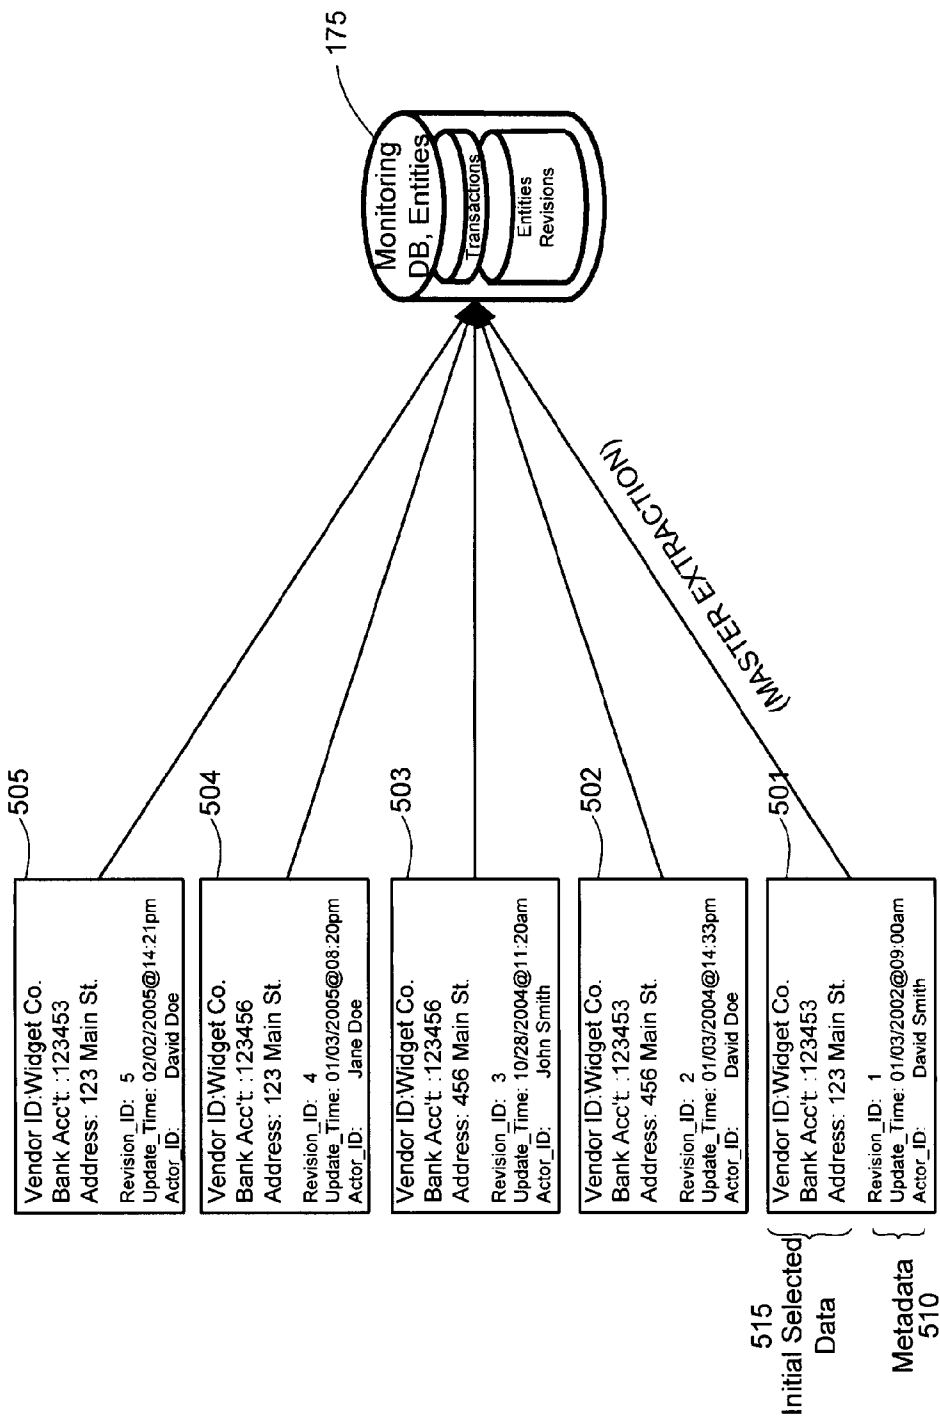 505
Vendor ID:Widget Co.
Bank Acc't: :123453
Address: 123 Main St.
Revision_ID: 5
Update_Time: 02/02/2005@14:21pm
Actor_ID: David Doe
504
Vendor ID:Widget Co.
Bank Acc't: :123456
Address: 123 Main St.
Revision_ID: 4
Update_Time: 01/03/2005@08:20pm
Actor_ID: Jane Doe
503
Vendor ID:Widget Co.
Bank Acc't: :123456
Address: 456 Main St.
Revision_ID: 3
Update_Time: 10/28/2004@11:20am
Actor_ID: John Smith
502
Vendor ID:Widget Co.
Bank Acc't: :123453
Address: 456 Main St.
Revision_ID: 2
Update_Time: 01/03/2004@14:33pm
Actor_ID: David Doe
501
Vendor ID:Widget Co.
Bank Acc't: :123453
Address: 123 Main St.
Revision_ID: 1
Update_Time: 01/03/2002@09:00am
Actor_ID: David Smith
515
Initial Selected
Data
Metadata
510
(MASTER EXTRACTION)
175
Monitoring
DB, Entities
Transactions
Entities
Revisions